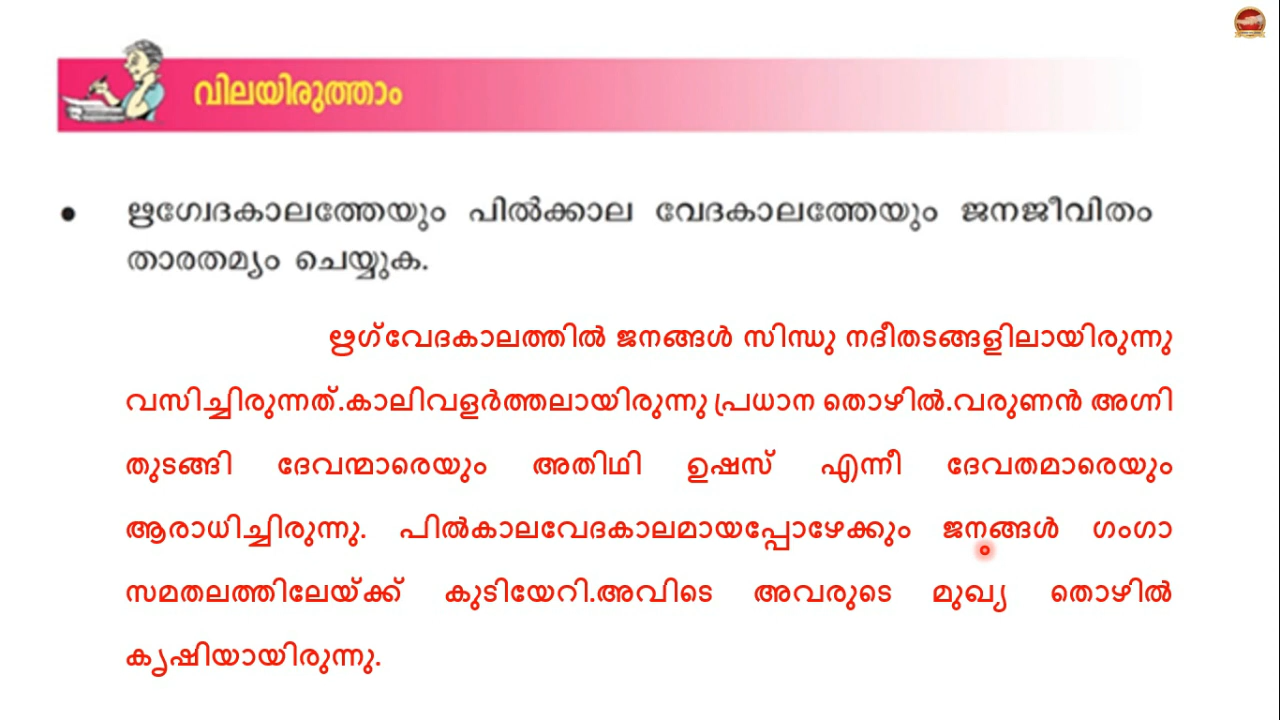 വിലയിരുത്താം
• ഋഗ്വേദകാലത്തേയും പിൽക്കാല വേദകാലത്തേയും ജനജീവിതം
താരതമ്യം ചെയ്യുക.
ഋഗ്‌വേദകാലത്തിൽ ജനങ്ങൾ സിന്ധു നദീതടങ്ങളിലായിരുന്നു
വസിച്ചിരുന്നത്.കാലിവളർത്തലായിരുന്നു പ്രധാന തൊഴിൽ.വരുണൻ അഗ്നി
തുടങ്ങി ദേവന്മാരെയും അതിഥി ഉഷസ് എന്നീ ദേവതമാരെയും
ആരാധിച്ചിരുന്നു. പിൽകാലവേദകാലമായപ്പോഴേക്കും ജനങ്ങൾ ഗംഗാ
സമതലത്തിലേയ്ക്ക് കുടിയേറി.അവിടെ അവരുടെ മുഖ്യ തൊഴിൽ
കൃഷിയായിരുന്നു.